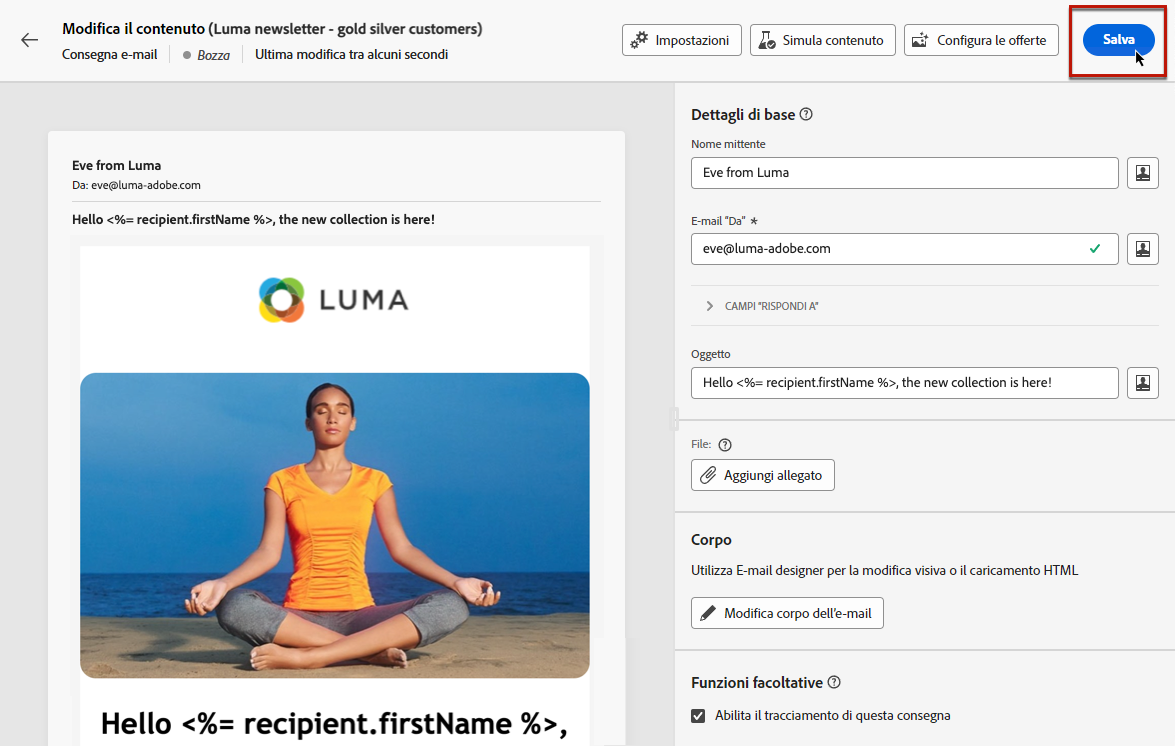 Modifica il contenuto (Luma newsletter - gold silver customers)
Consegna e-mail
Bozza
Ultima modifica tra alcuni secondi
Impostazioni
Simula contenuto
Configura le offerte
Salva
Eve from Luma
Da: eve@luma-adobe.com
Hello <%= recipient.firstName %>, the new collection is here!
LUMA
Hello <%= recipient.firstName %>,
Dettagli di base
Nome mittente
Eve from Luma
E-mail “Da” *
eve@luma-adobe.com
CAMPI “RISPONDI A”
Oggetto
Hello <%= recipient.firstName %>, the new collection is here!
File:
Aggiungi allegato
Corpo
Utilizza E-mail designer per la modifica visiva o il caricamento HTML
Modifica corpo dell’e-mail
Funzioni facoltative
Abilita il tracciamento di questa consegna